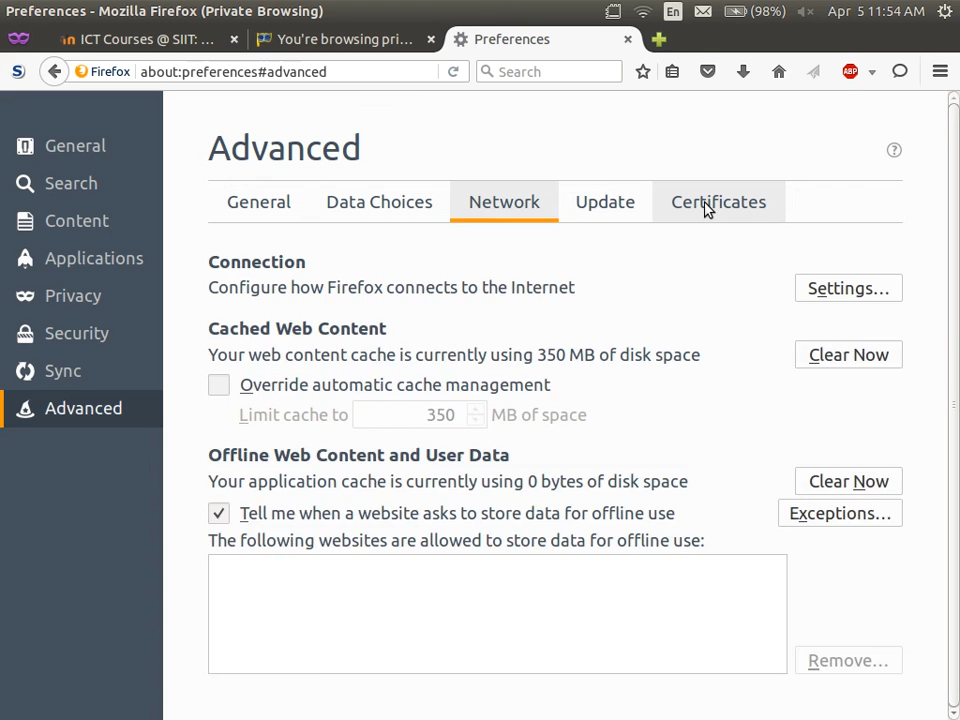 Preferences - Mozilla Firefox (Private Browsing)
En
(98%)
Apr 5 11:54 AM
ICT Courses @ SIIT: ...
You're browsing pri...
Preferences
S
Firefox
about:preferences#advanced
Search
ABP
General
Search
Content
Applications
Privacy
Security
Sync
Advanced
Advanced
?
General
Data Choices
Network
Update
Certificates
Connection
Configure how Firefox connects to the Internet
Settings...
Cached Web Content
Your web content cache is currently using 350 MB of disk space
Clear Now
Override automatic cache management
Limit cache to 350 MB of space
Offline Web Content and User Data
Your application cache is currently using 0 bytes of disk space
Clear Now
Tell me when a website asks to store data for offline use
Exceptions...
The following websites are allowed to store data for offline use:
Remove...